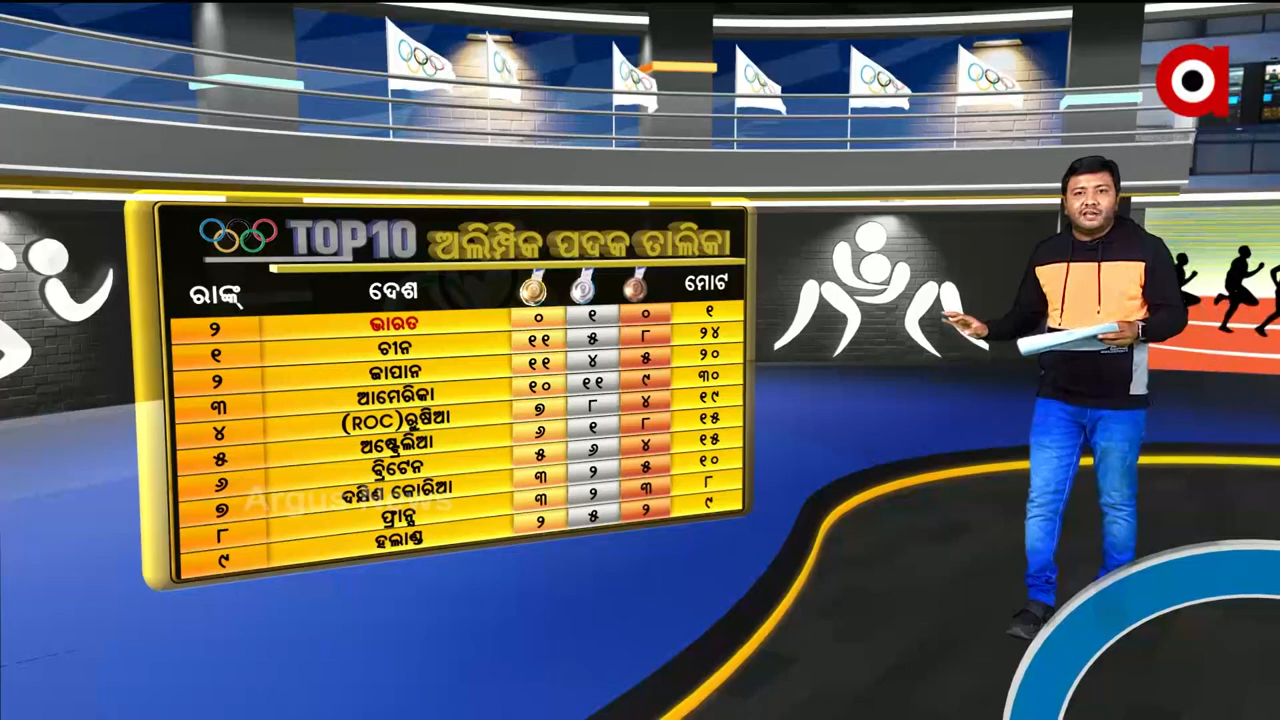 TOP10 ଅଲିମ୍ପିକ ପଦକ ତାଲିକା
ରାଙ୍କ୍ ଦେଶ ମୋଟ
୨ ଭାରତ ୦ ୧ ୦ ୧
୧ ଚୀନ ୧୧ ୫ ୮ ୨୪
୨ ଜାପାନ ୧୧ ୪ ୫ ୨୦
୩ ଆମେରିକା ୧୦ ୧୧ ୯ ୩୦
୪ (ROC)ରୁଷିଆ ୭ ୮ ୪ ୧୯
୫ ଅଷ୍ଟ୍ରେଲିଆ ୬ ୧ ୮ ୧୫
୬ ବ୍ରିଟେନ ୫ ୬ ୪ ୧୫
୭ ଦକ୍ଷିଣ କୋରିଆ ୩ ୨ ୫ ୧୦
୮ ଫ୍ରାନ୍ସ ୩ ୨ ୩ ୮
୯ ହଲାଣ୍ଡ ୨ ୫ ୨ ୯
Argus News